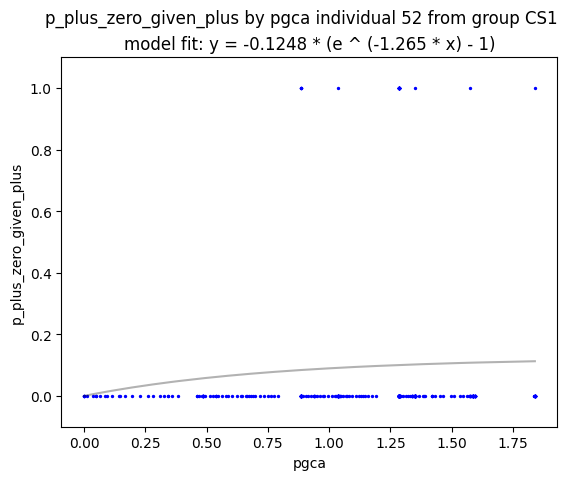 p_plus_zero_given_plus by pgca individual 52 from group CS1
model fit: y = -0.1248 * (e ^ (-1.265 * x) - 1)
1.0
0.8
0.6
0.4
0.2
0.0
p_plus_zero_given_plus
0.00 0.25 0.50 0.75 1.00 1.25 1.50 1.75
pgca